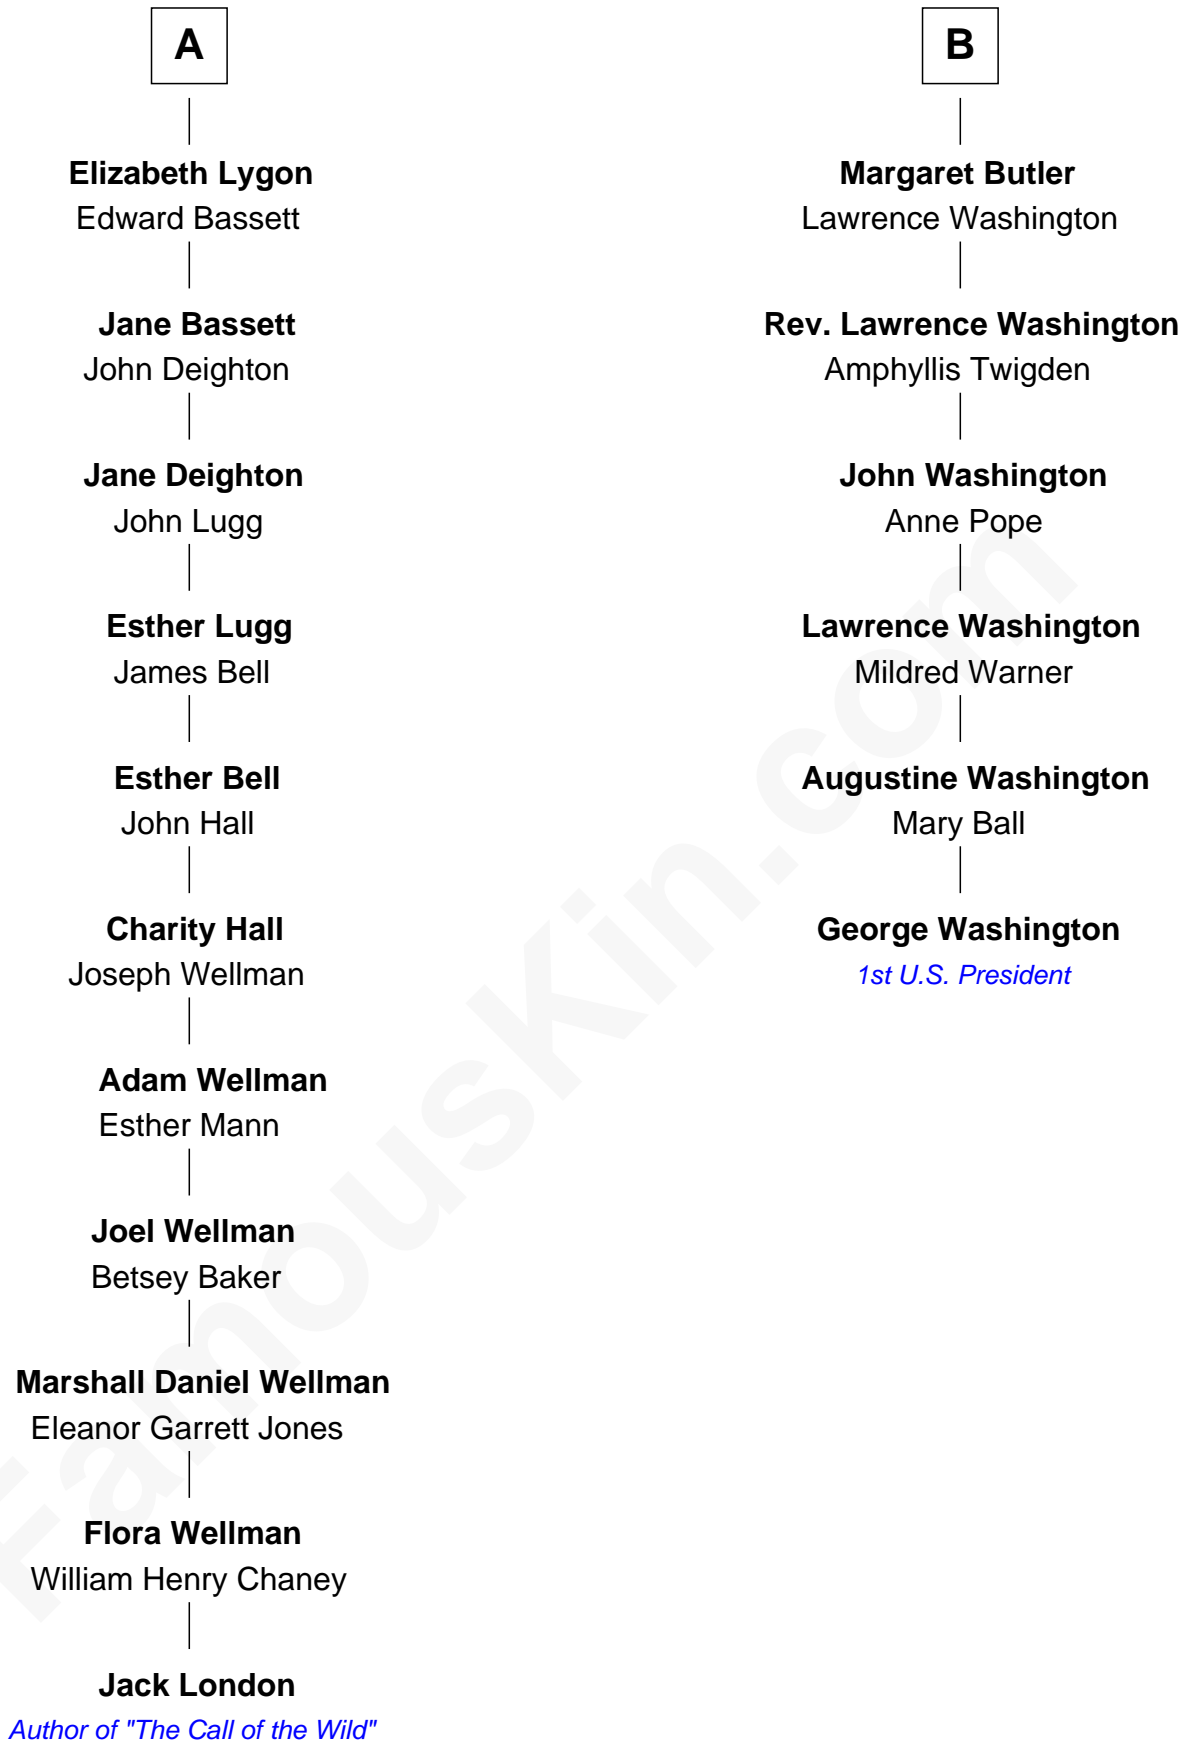 A
Elizabeth Lygon
Edward Bassett
Jane Bassett
John Deighton
Jane Deighton
John Lugg
Esther Lugg
James Bell
Esther Bell
John Hall
Charity Hall
Joseph Wellman
Adam Wellman
Esther Mann
Joel Wellman
Betsey Baker
Marshall Daniel Wellman
Eleanor Garrett Jones
Flora Wellman
William Henry Chaney
Jack London
Author of "The Call of the Wild"
B
Margaret Butler
Lawrence Washington
Rev. Lawrence Washington
Amphyllis Twigden
John Washington
Anne Pope
Lawrence Washington
Mildred Warner
Augustine Washington
Mary Ball
George Washington
1st U.S. President
FamousKin.com